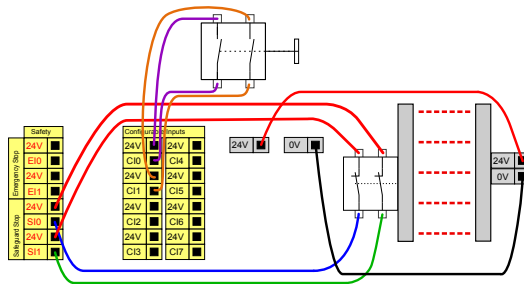 Safety
Configurable Inputs
Emergency Stop
24V
EI0
24V
EI1
Safeguard Stop
24V
SI0
24V
SI1
24V 24V
CI0 CI4
24V 24V
CI1 CI5
24V 24V
CI2 CI6
24V 24V
CI3 CI7
24V
0V
24V
0V